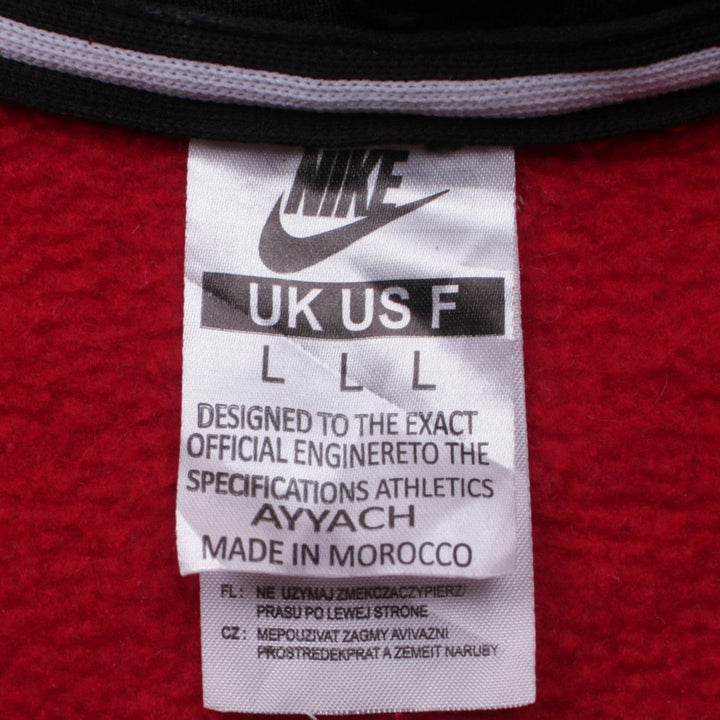 NIKE
UK US F
L L L
DESIGNED TO THE EXACT
OFFICIAL ENGINERETO THE
SPECIFICATIONS ATHLETICS
AYYACH
MADE IN MOROCCO
FL: NE UZYMAJ ZMEKCZACZYPIERZ/
PRASU PO LEWEJ STRONE
CZ: MEPOUZIVAT ZAGMY AVIVAZNI
PROSTREDEKPRAT A ZEMEIT NARUBY